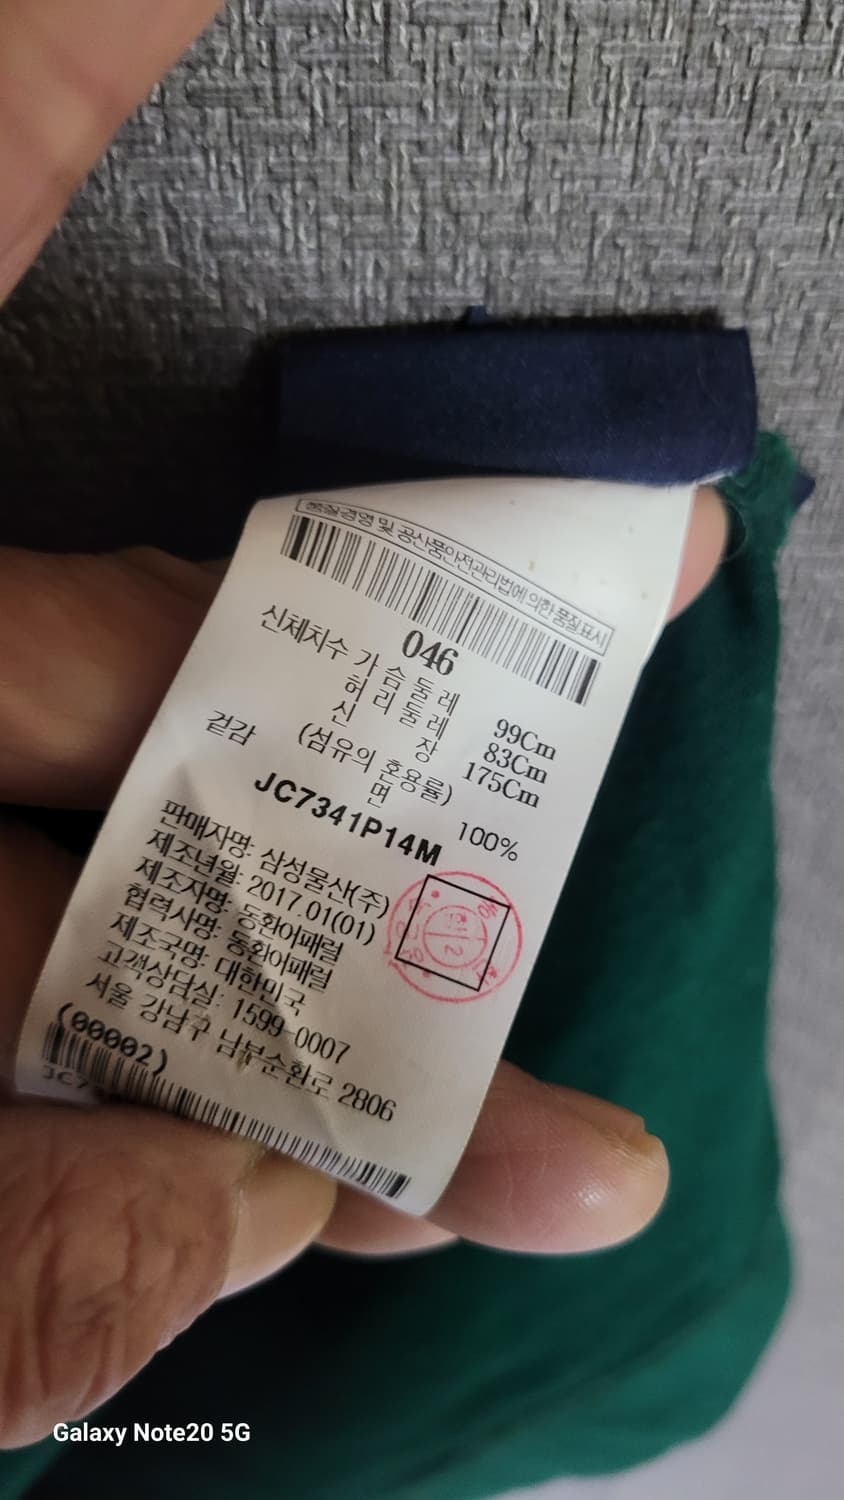 품질경영 및 공산품안전관리법에 의한 품질표시
046
신체치수 가슴둘레 99Cm
허리둘레 83Cm
신장 175Cm
겉감 (섬유의 혼용률)
면 100%
JC7341P14M
판매자명: 삼성물산(주)
제조년월: 2017.01(01)
제조자명: 동환어패럴
협력사명: 동환어패럴
제조국명: 대한민국
고객상담실: 1599-0007
서울 강남구 남부순환로 2806
(00002)
Galaxy Note20 5G